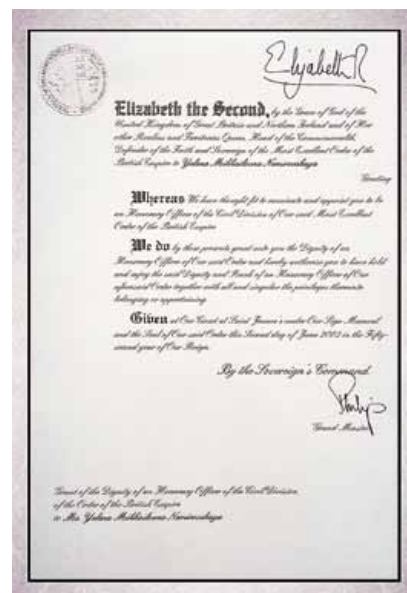 Elizabeth R
Elizabeth the Second, by the Grace of God of the
United Kingdom of Great Britain and Northern Ireland and of Her
other Realms and Territories Queen, Head of the Commonwealth,
Defender of the Faith and Sovereign of the Most Excellent Order of the
British Empire to Yelena Mikhailovna
Greeting
Whereas We have thought fit to nominate and appoint you to be
an Honorary Officer of the Civil Division of Our said Most Excellent
Order of the British Empire
We do by these presents grant unto you the Dignity of an
Honorary Officer of Our said Order and hereby authorise you to have hold
and enjoy the said Dignity and Rank of an Honorary Officer of Our
aforesaid Order together with all and singular the privileges thereunto
belonging or appertaining.
Given at Our Court at Saint James's under Our Sign Manual
and the Seal of Our said Order this Second day of June 2003 in the Fifty-
second year of Our Reign.
By the Sovereign's Command.
Philip
Grand Master
Grant of the Dignity of an Honorary Officer of the Civil Division
of the Order of the British Empire
to Mrs Yelena Mikhailovna